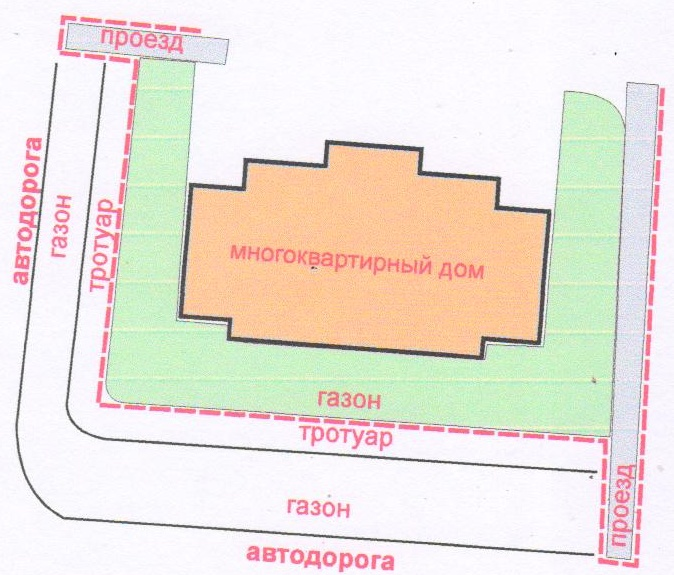 проезд
автодорога
газон
тротуар
многоквартирный дом
газон
тротуар
проезд
газон
автодорога